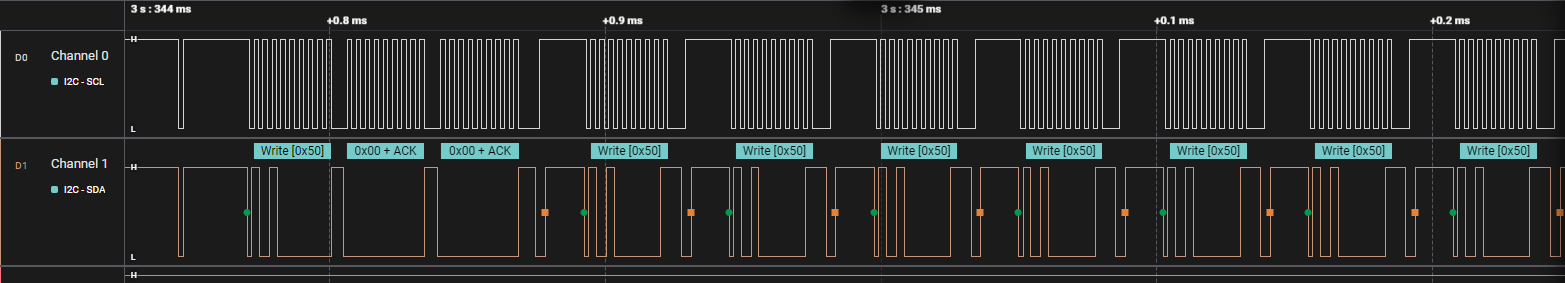 3 s : 344 ms 3 s : 345 ms
+0.8 ms +0.9 ms +0.1 ms +0.2 ms
D0 Channel 0 H
I2C - SCL
L
D1 Channel 1 Write [0x50] 0x00 + ACK 0x00 + ACK Write [0x50] Write [0x50] Write [0x50] Write [0x50] Write [0x50] Write [0x50] Write [0x50]
H
I2C - SDA
L
H